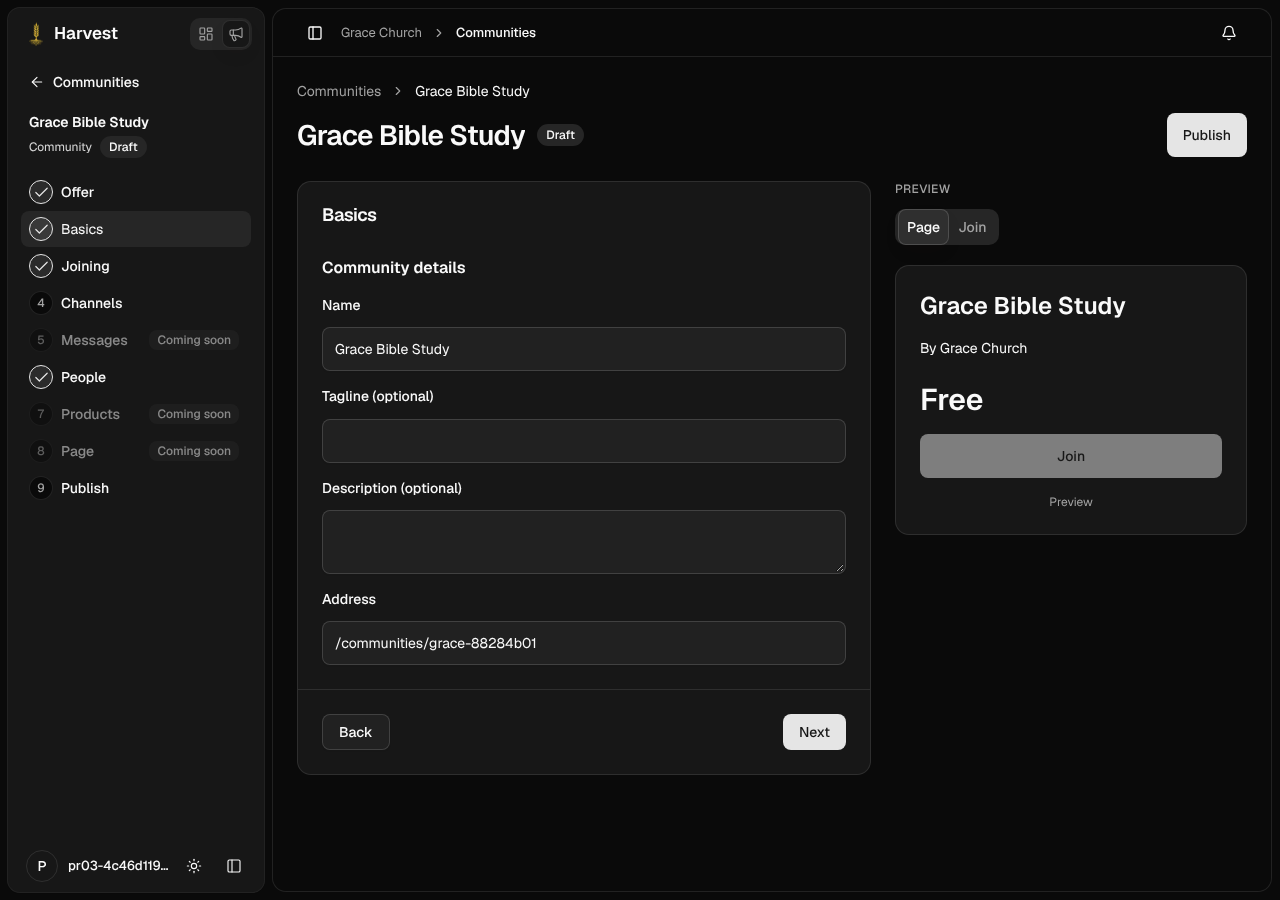 Harvest
Communities
Grace Bible Study
Community Draft
Offer
Basics
Joining
4 Channels
5 Messages Coming soon
People
7 Products Coming soon
8 Page Coming soon
9 Publish
P pr03-4c46d119…
Grace Church Communities
Communities Grace Bible Study
Grace Bible Study Draft
Publish
Basics
Community details
Name
Grace Bible Study
Tagline (optional)
Description (optional)
Address
/communities/grace-88284b01
Back Next
PREVIEW
Page Join
Grace Bible Study
By Grace Church
Free
Join
Preview